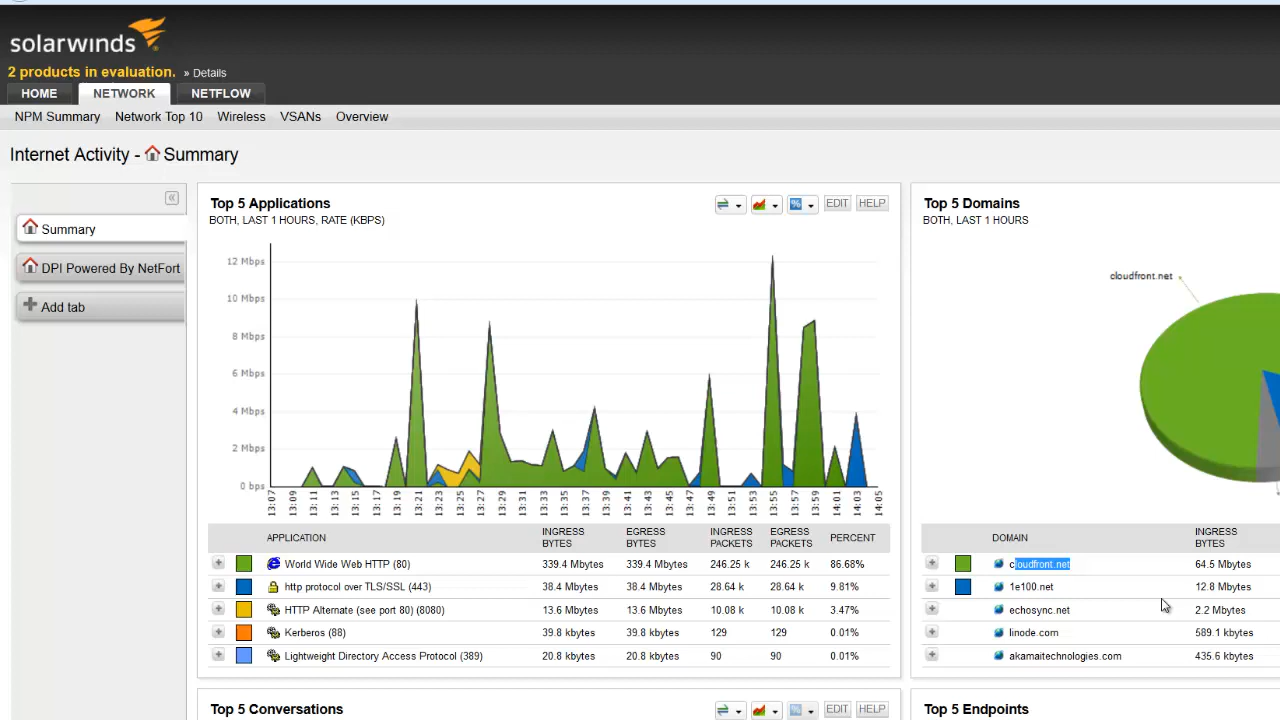 solarwinds
2 products in evaluation. » Details
HOME NETWORK NETFLOW
NPM Summary Network Top 10 Wireless VSANs Overview
Internet Activity - Summary
Summary
DPI Powered By NetFort
Add tab
Top 5 Applications
BOTH, LAST 1 HOURS, RATE (KBPS)
EDIT HELP
12 Mbps
10 Mbps
8 Mbps
6 Mbps
4 Mbps
2 Mbps
0 bps
13:07 13:09 13:11 13:13 13:15 13:17 13:19 13:21 13:23 13:25 13:27 13:29 13:31 13:33 13:35 13:37 13:39 13:41 13:43 13:45 13:47 13:49 13:51 13:53 13:55 13:57 13:59 14:01 14:03 14:05
APPLICATION INGRESS BYTES EGRESS BYTES INGRESS PACKETS EGRESS PACKETS PERCENT
World Wide Web HTTP (80) 339.4 Mbytes 339.4 Mbytes 246.25 k 246.25 k 86.68%
http protocol over TLS/SSL (443) 38.4 Mbytes 38.4 Mbytes 28.64 k 28.64 k 9.81%
HTTP Alternate (see port 80) (8080) 13.6 Mbytes 13.6 Mbytes 10.08 k 10.08 k 3.47%
Kerberos (88) 39.8 kbytes 39.8 kbytes 129 129 0.01%
Lightweight Directory Access Protocol (389) 20.8 kbytes 20.8 kbytes 90 90 0.01%
Top 5 Domains
BOTH, LAST 1 HOURS
cloudfront.net
DOMAIN INGRESS BYTES
cloudfront.net 64.5 Mbytes
1e100.net 12.8 Mbytes
echosync.net 2.2 Mbytes
linode.com 589.1 kbytes
akamaitechnologies.com 435.6 kbytes
Top 5 Conversations
EDIT HELP
Top 5 Endpoints